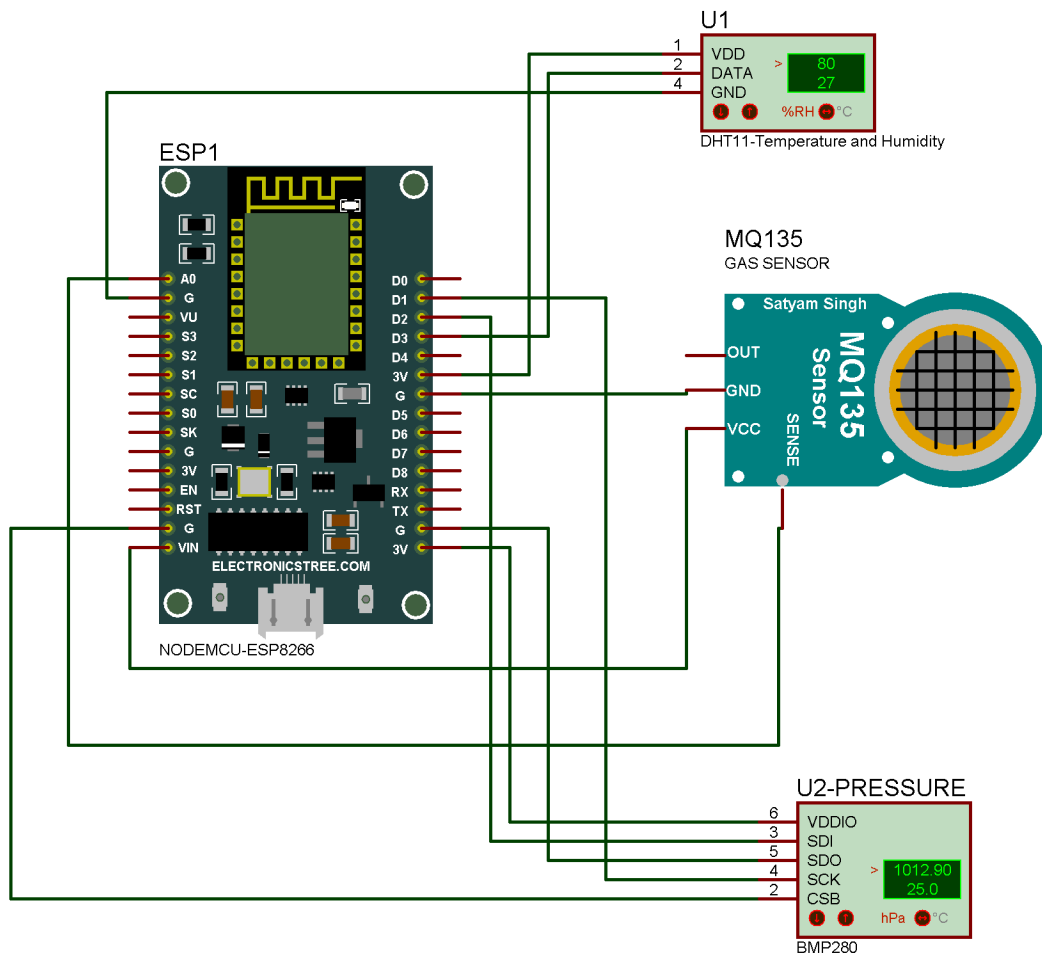 U1
1 VDD
2 DATA
4 GND
> 80
27
%RH °C
DHT11-Temperature and Humidity
ESP1
A0
G
VU
S3
S2
S1
SC
S0
SK
G
3V
EN
RST
G
VIN
D0
D1
D2
D3
D4
3V
G
D5
D6
D7
D8
RX
TX
G
3V
ELECTRONICSTREE.COM
NODEMCU-ESP8266
MQ135
GAS SENSOR
Satyam Singh
OUT
GND
VCC
SENSE
MQ135
Sensor
U2-PRESSURE
6 VDDIO
3 SDI
5 SDO
4 SCK
2 CSB
> 1012.90
25.0
hPa °C
BMP280